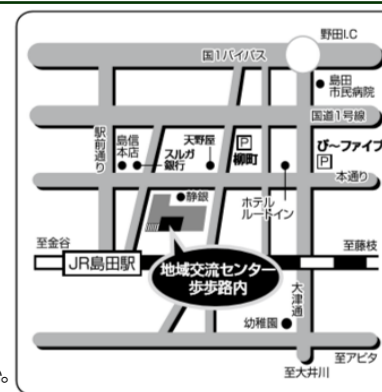 野田I.C
国1バイパス
島田
市民病院
国道1号線
駅前通り
島信
本店
スルガ
銀行
天野屋
P
柳町
び〜ファイブ
P
本通り
静銀
ホテル
ルートイン
至金谷
JR島田駅
至藤枝
地域交流センター
歩歩路内
大津通
幼稚園
至アピタ
至大井川
。